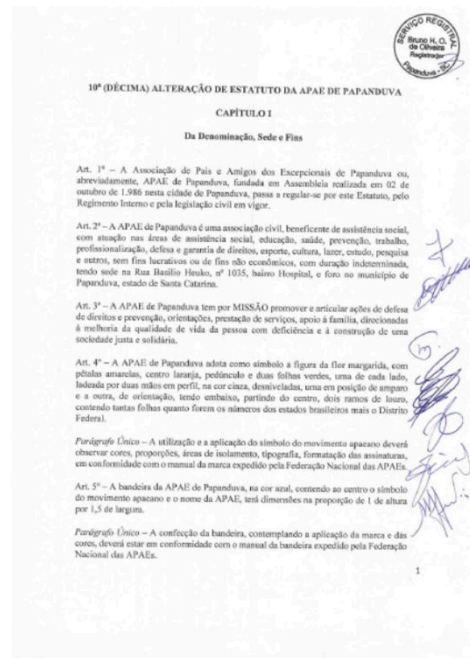 SERVIÇO REGISTRAL
Bruno H. O.
de Oliveira
Registrador
Papanduva - SC
10ª (DÉCIMA) ALTERAÇÃO DE ESTATUTO DA APAE DE PAPANDUVA
CAPÍTULO I
Da Denominação, Sede e Fins
Art. 1º – A Associação de Pais e Amigos dos Excepcionais de Papanduva ou,
abreviadamente, APAE de Papanduva, fundada em Assembleia realizada em 02 de
outubro de 1.986 nesta cidade de Papanduva, passa a regular-se por este Estatuto, pelo
Regimento Interno e pela legislação civil em vigor.
Art. 2º – A APAE de Papanduva é uma associação civil, beneficente de assistência social,
com atuação nas áreas de assistência social, educação, saúde, prevenção, trabalho,
profissionalização, defesa e garantia de direitos, esporte, cultura, lazer, estudo, pesquisa
e outros, sem fins lucrativos ou de fins não econômicos, com duração indeterminada,
tendo sede na Rua Basilio Heuko, nº 1035, bairro Hospital, e foro no município de
Papanduva, estado de Santa Catarina.
Art. 3º – A APAE de Papanduva tem por MISSÃO promover e articular ações de defesa
de direitos e prevenção, orientações, prestação de serviços, apoio à família, direcionadas
à melhoria da qualidade de vida da pessoa com deficiência e à construção de uma
sociedade justa e solidária.
Art. 4º – A APAE de Papanduva adota como símbolo a figura da flor margarida, com
pétalas amarelas, centro laranja, pedúnculo e duas folhas verdes, uma de cada lado,
ladeada por duas mãos em perfil, na cor cinza, desniveladas, uma em posição de amparo
e a outra, de orientação, tendo embaixo, partindo do centro, dois ramos de louro,
contendo tantas folhas quanto forem os números dos estados brasileiros mais o Distrito
Federal.
Parágrafo Único – A utilização e a aplicação do símbolo do movimento apaeano deverá
observar cores, proporções, áreas de isolamento, tipografia, formatação das assinaturas,
em conformidade com o manual da marca expedido pela Federação Nacional das APAEs.
Art. 5º – A bandeira da APAE de Papanduva, na cor azul, contendo ao centro o símbolo
do movimento apaeano e o nome da APAE, terá dimensões na proporção de 1 de altura
por 1,5 de largura.
Parágrafo Único – A confecção da bandeira, contemplando a aplicação da marca e das
cores, deverá estar em conformidade com o manual da bandeira expedido pela Federação
Nacional das APAEs.
1